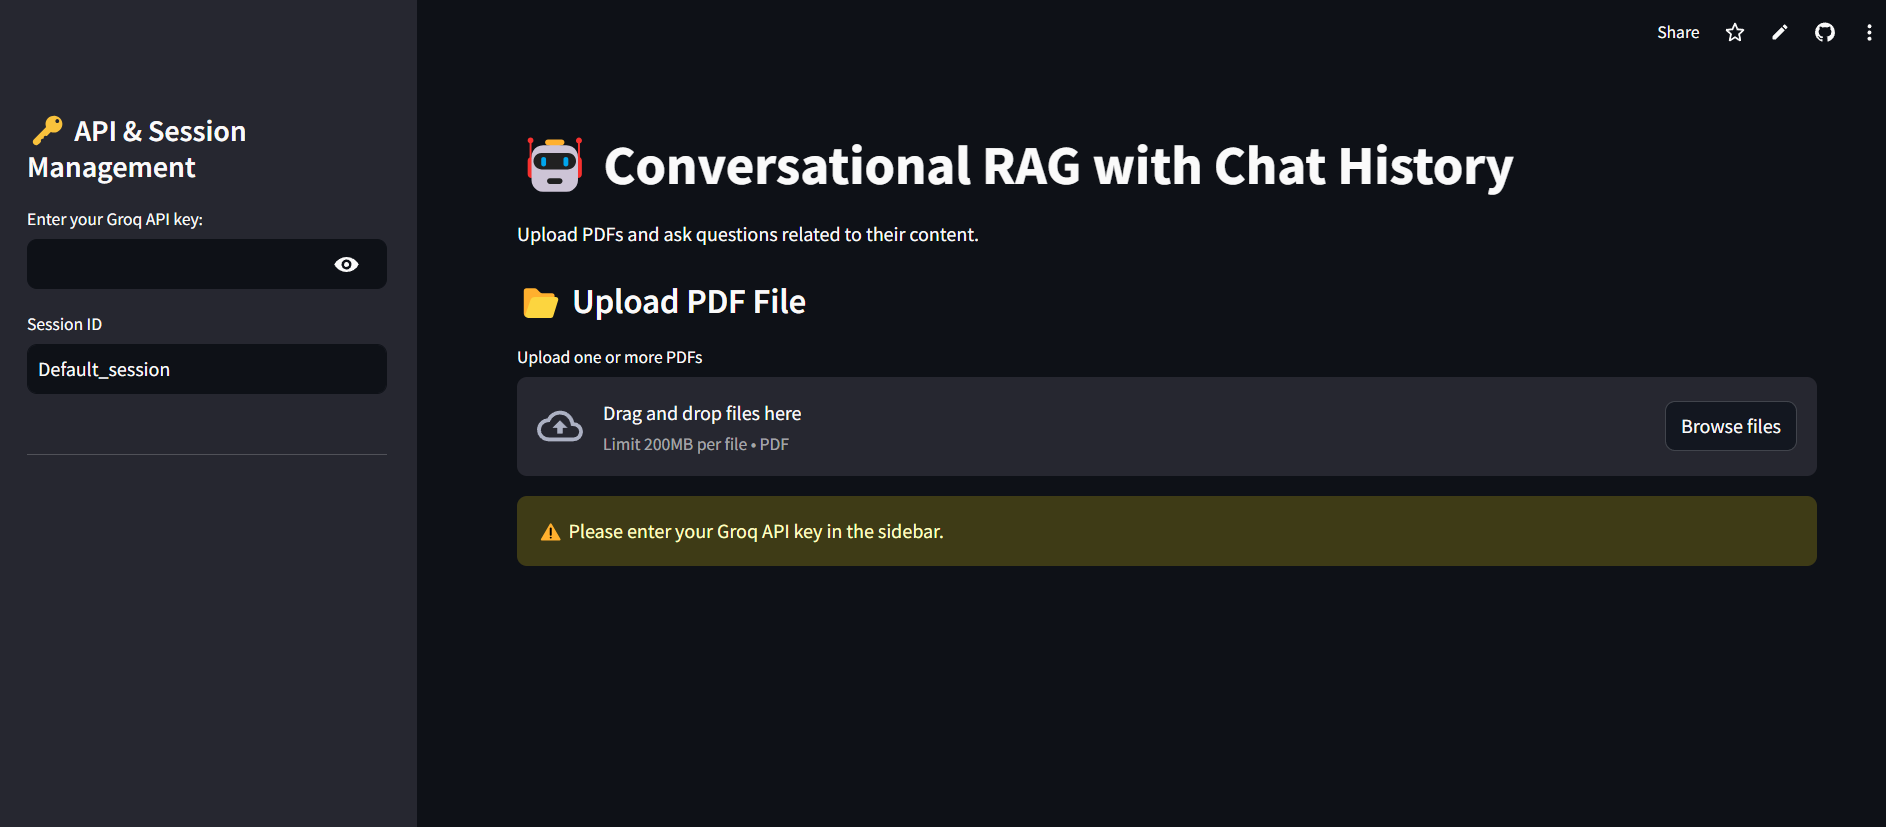 Share
API & Session
Management
Enter your Groq API key:
Session ID
Default_session
Conversational RAG with Chat History
Upload PDFs and ask questions related to their content.
Upload PDF File
Upload one or more PDFs
Drag and drop files here
Limit 200MB per file • PDF
Browse files
Please enter your Groq API key in the sidebar.